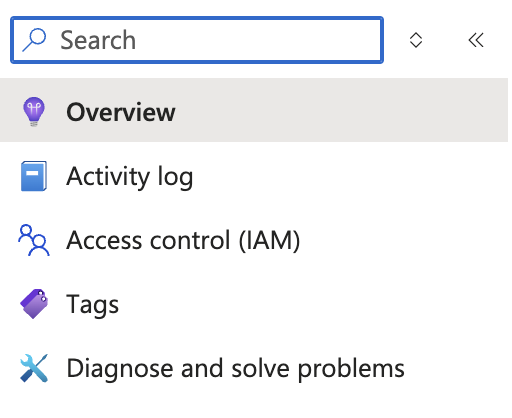 Search
Overview
Activity log
Access control (IAM)
Tags
Diagnose and solve problems